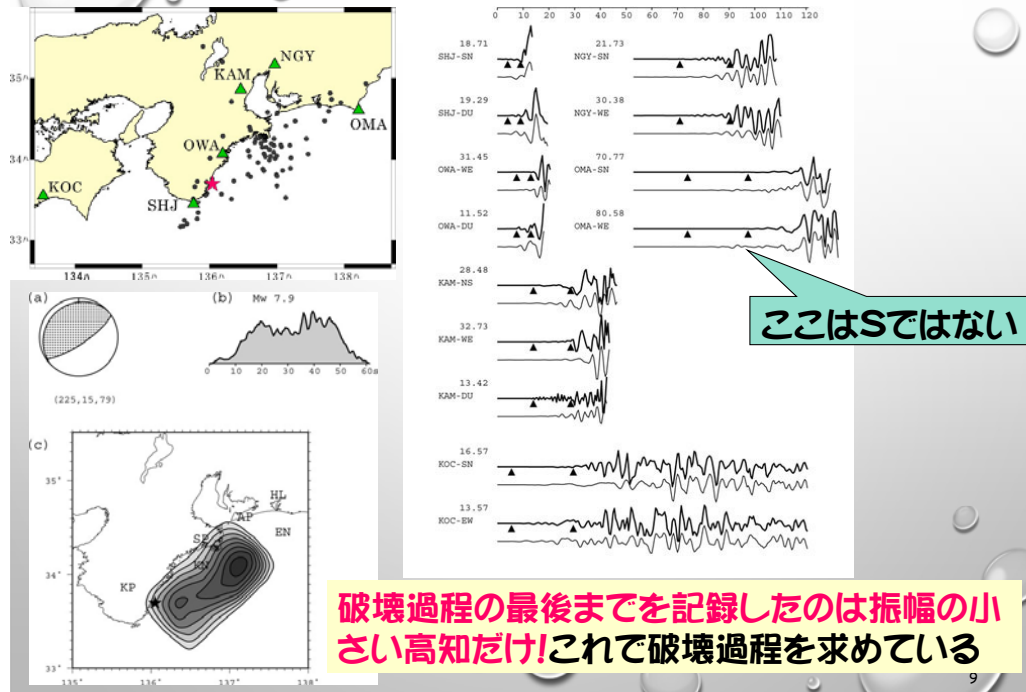 NGY
35°
KAM
OMA
OWA
34°
KOC
SHJ
33°
134° 135° 136° 137° 138°
(a)
(b) Mw 7.9
0 10 20 30 40 50 60s
(225,15,79)
(c)
35°
HL
AP
EN
SP
KN
34°
KP
33°
135° 136° 137° 138°
0 10 20 30 40 50 60 70 80 90 100 110 120
18.71
SHJ-SN
19.29
SHJ-DU
31.45
OWA-WE
11.52
OWA-DU
28.48
KAM-NS
32.73
KAM-WE
13.42
KAM-DU
16.57
KOC-SN
13.57
KOC-EW
21.73
NGY-SN
30.38
NGY-WE
70.77
OMA-SN
80.58
OMA-WE
ここはSではない
破壊過程の最後までを記録したのは振幅の小
さい高知だけ!これで破壊過程を求めている
9